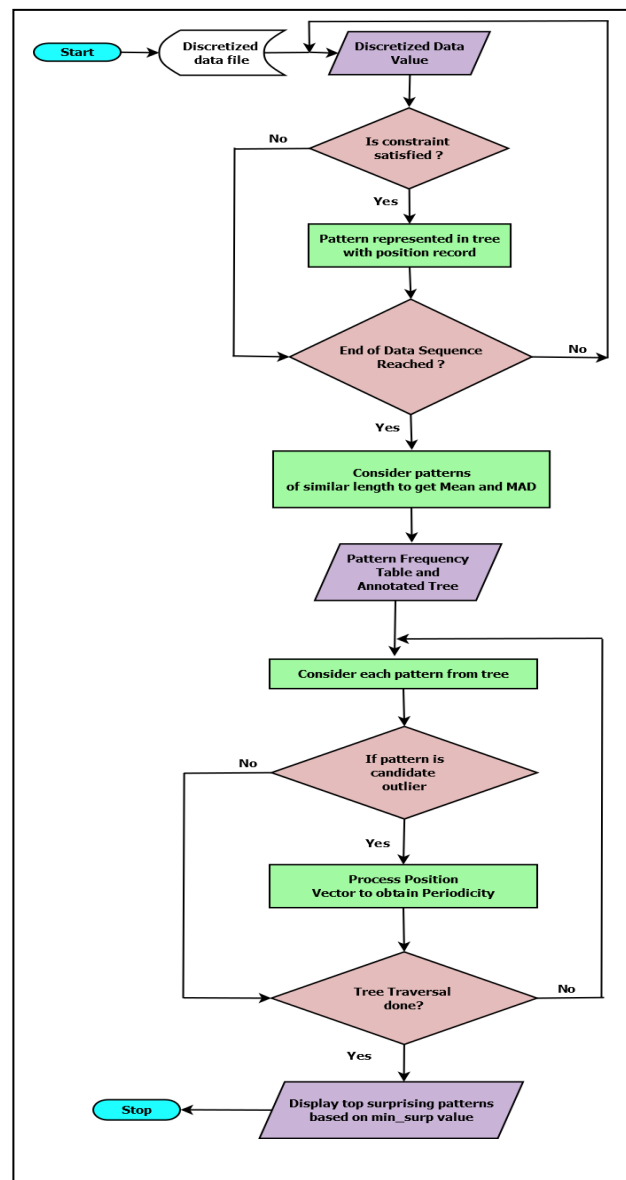 Start
Discretized
data file
Discretized Data
Value
No
Is constraint
satisfied ?
Yes
Pattern represented in tree
with position record
End of Data Sequence
Reached ?
No
Yes
Consider patterns
of similar length to get Mean and MAD
Pattern Frequency
Table and
Annotated Tree
Consider each pattern from tree
No
If pattern is
candidate
outlier
Yes
Process Position
Vector to obtain Periodicity
Tree Traversal
done?
No
Yes
Stop
Display top surprising patterns
based on min_surp value